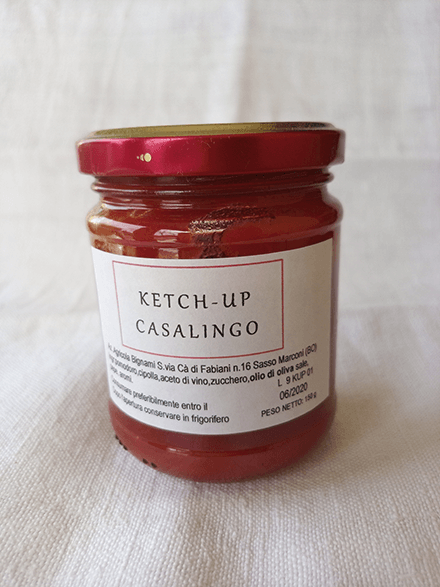 KETCH-UP
CASALINGO
Agricola Bignami S.via Cà di Fabiani n.16 Sasso Marconi (BO)
pomodoro,cipolla,aceto di vino,zucchero,olio di oliva sale,
aromi.
L 9 KUP 01
preferibilmente entro il
06/2020
l'apertura conservare in frigorifero
PESO NETTO: